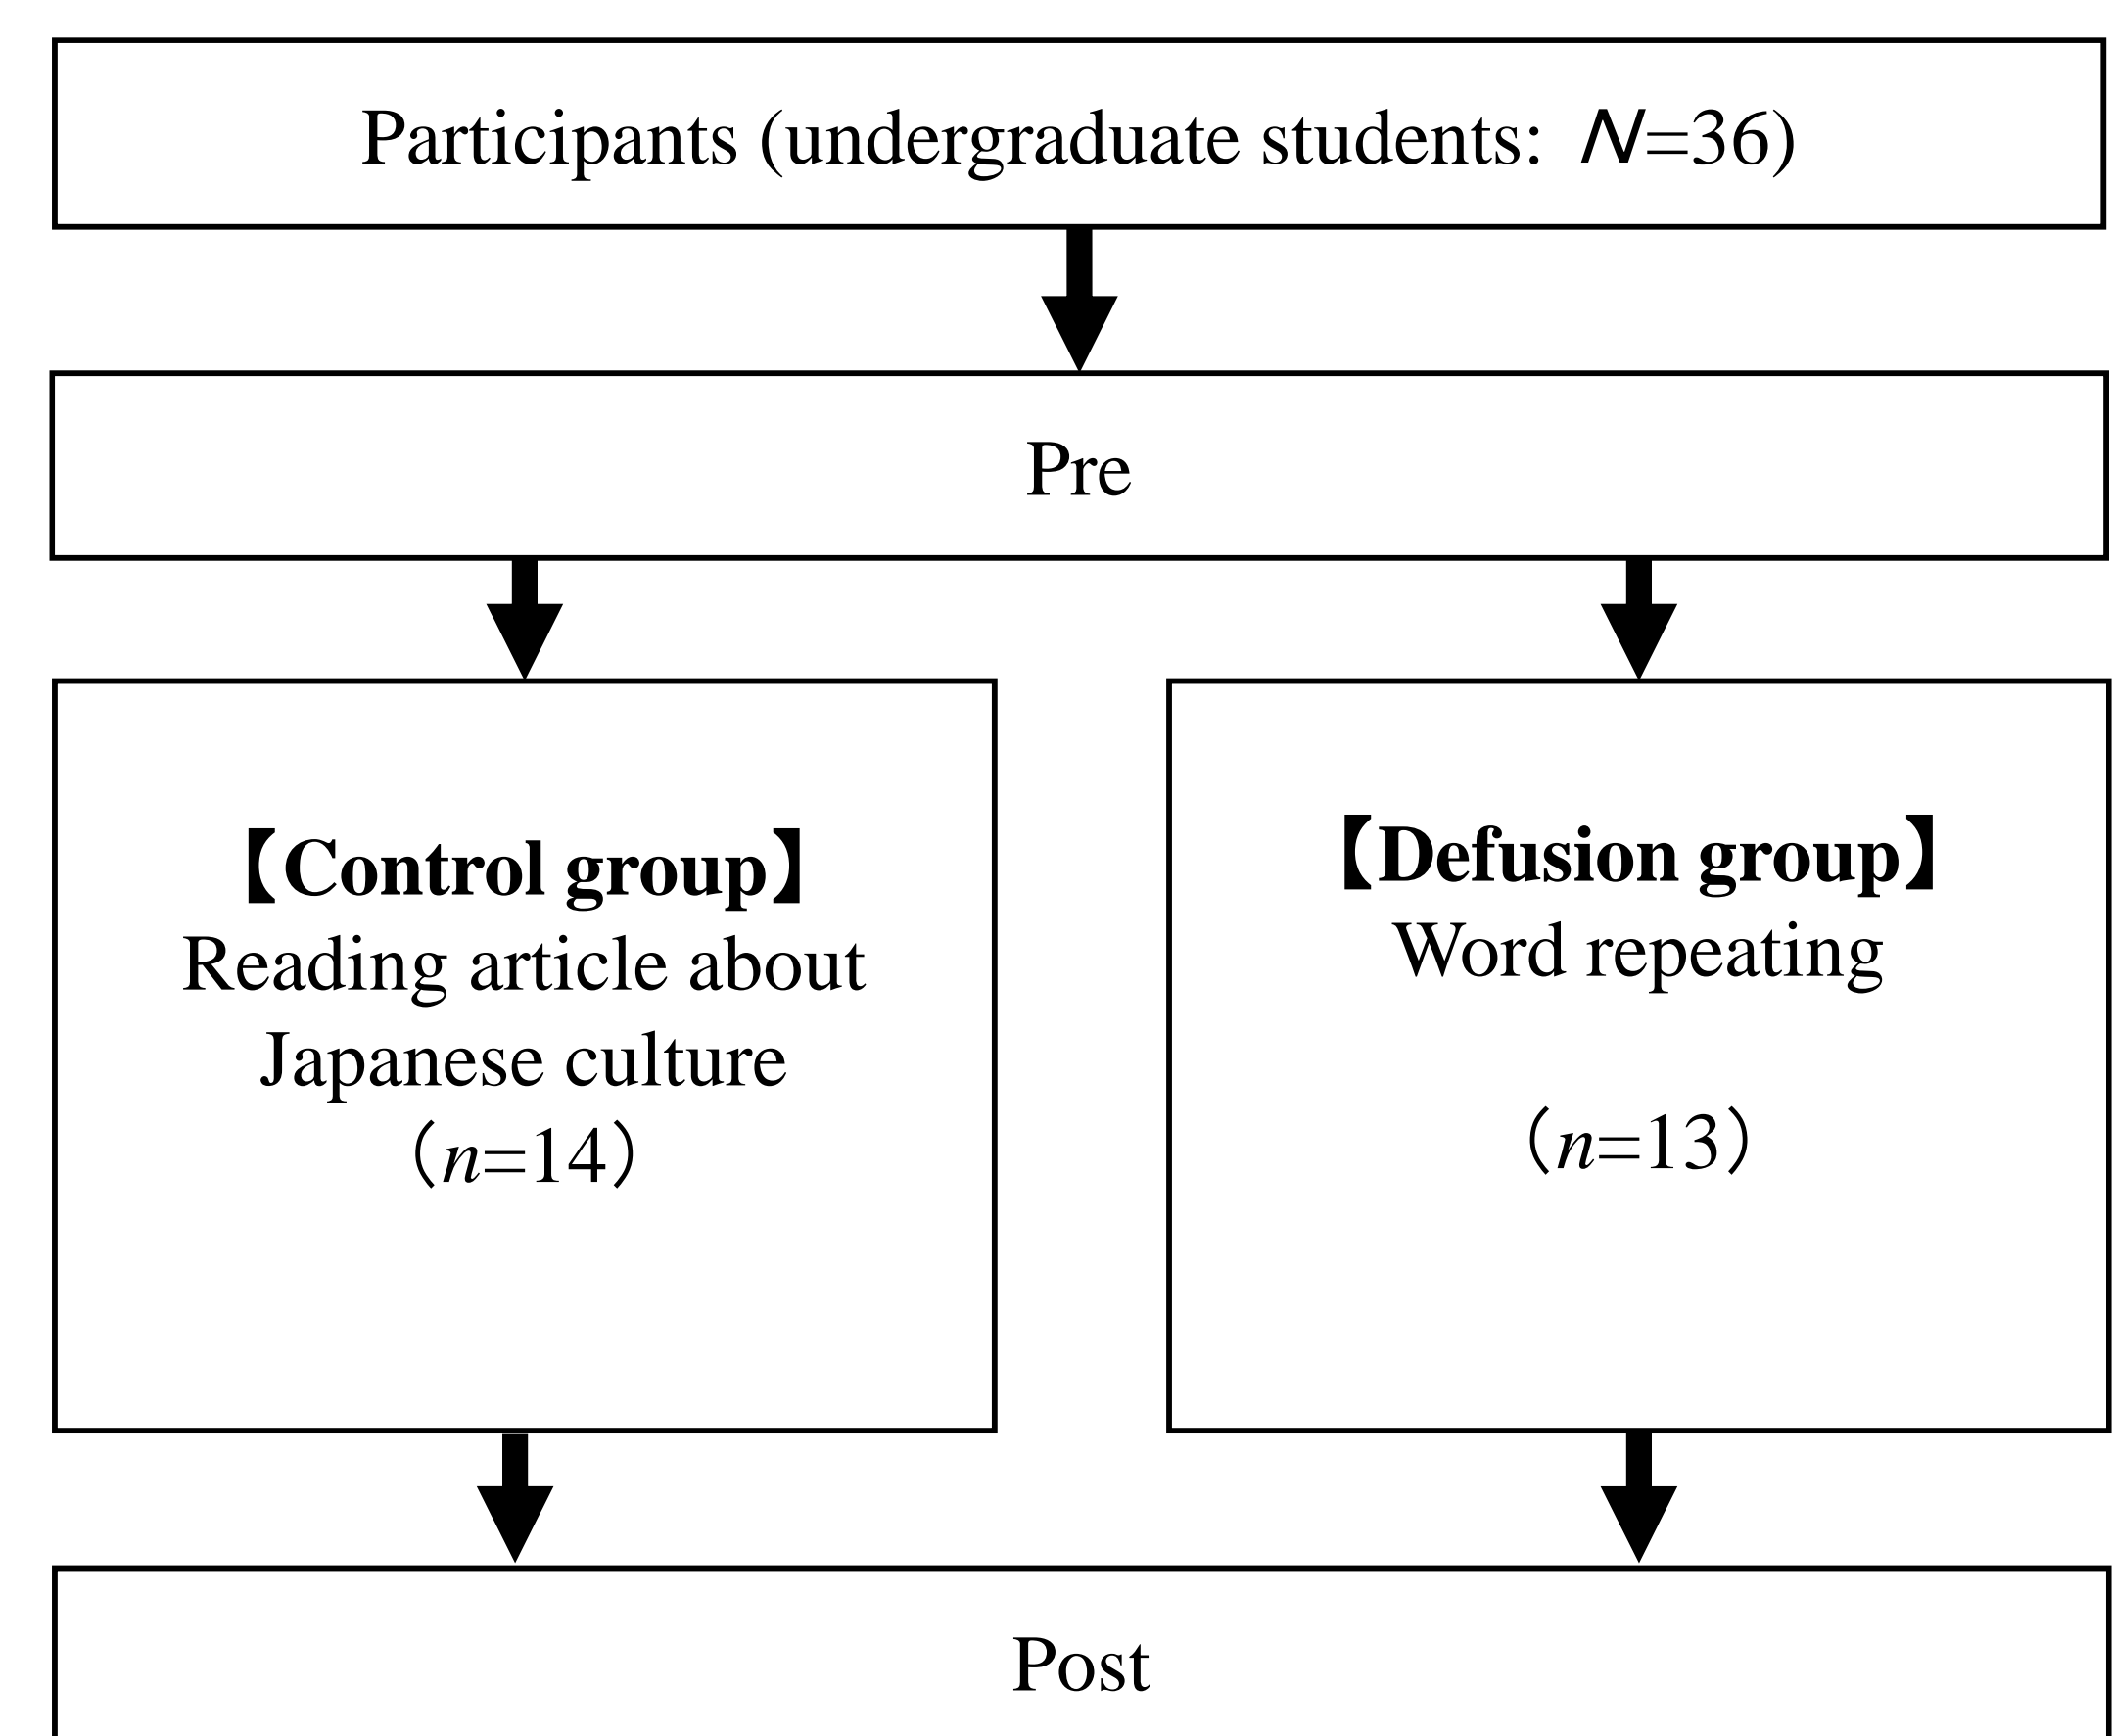 Participants (undergraduate students: N=36)
Pre
【Control group】
Reading article about
Japanese culture
(n=14)
【Defusion group】
Word repeating
(n=13)
Post